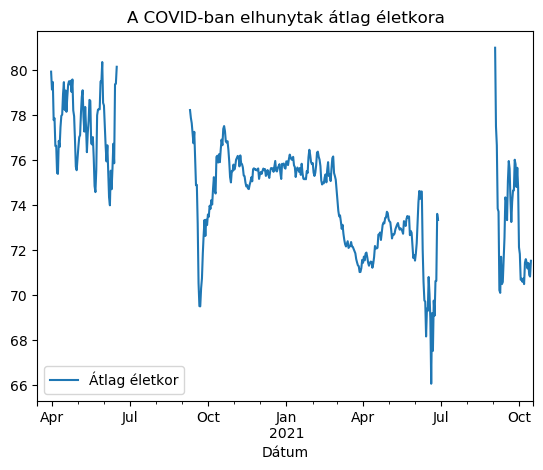 A COVID-ban elhunytak átlag életkora
80
78
76
74
72
70
68
66
Átlag életkor
Apr
Jul
Oct
Jan
2021
Apr
Jul
Oct
Dátum